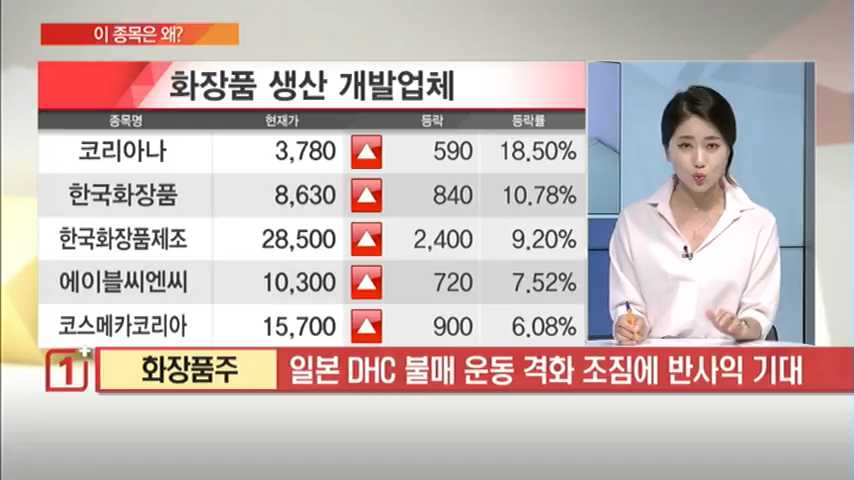 이 종목은 왜?
화장품 생산 개발업체
종목명 현재가 등락 등락률
코리아나 3,780 590 18.50%
한국화장품 8,630 840 10.78%
한국화장품제조 28,500 2,400 9.20%
에이블씨엔씨 10,300 720 7.52%
코스메카코리아 15,700 900 6.08%
1+ 화장품주 일본 DHC 불매 운동 격화 조짐에 반사익 기대